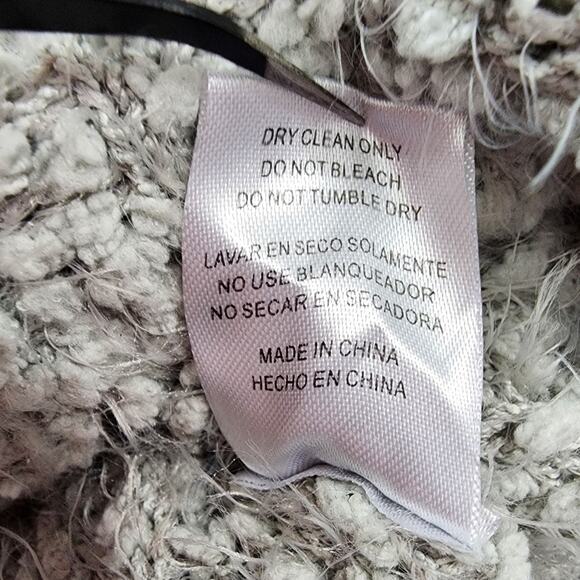 DRY CLEAN ONLY
DO NOT BLEACH
DO NOT TUMBLE DRY
LAVAR EN SECO SOLAMENTE
NO USE BLANQUEADOR
NO SECAR EN SECADORA
MADE IN CHINA
HECHO EN CHINA